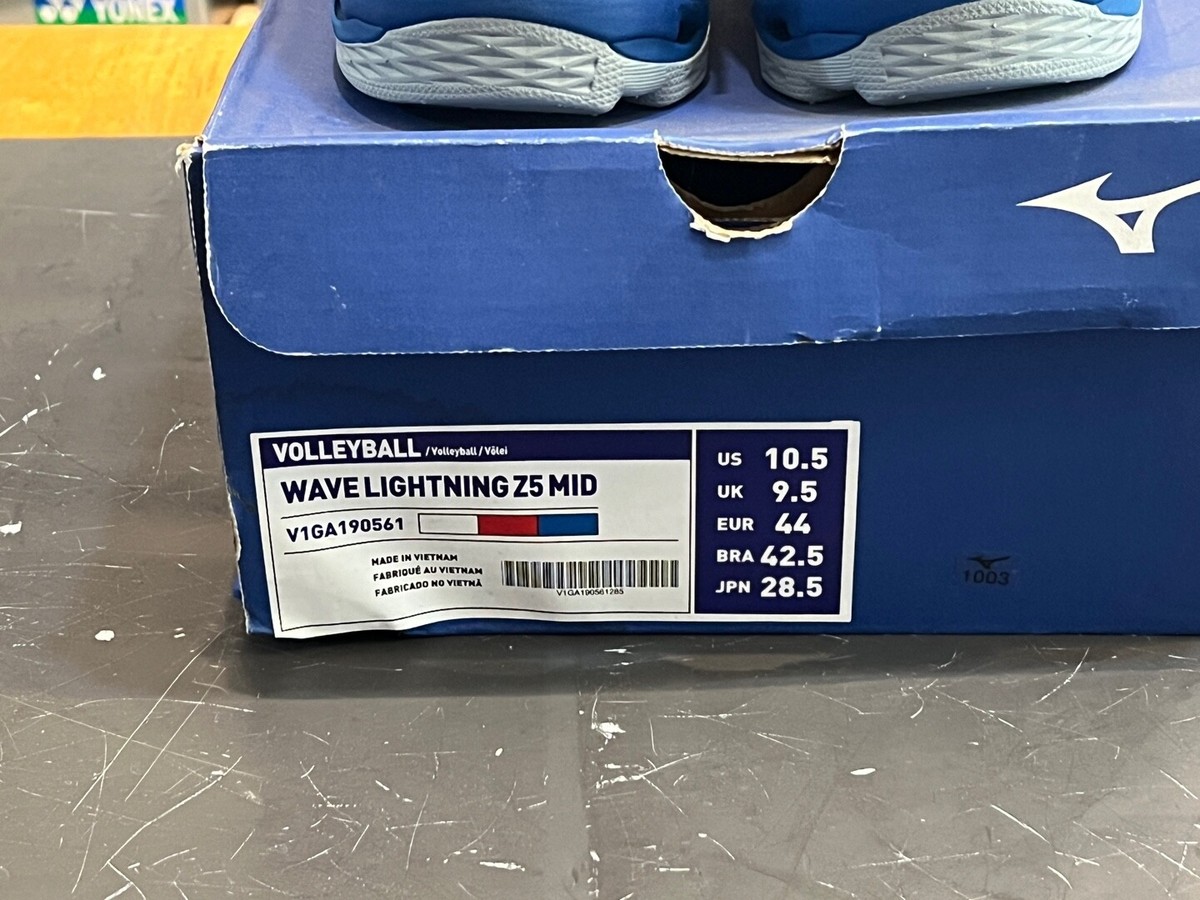 YONEX
VOLLEYBALL / Volleyball / Vôlei
WAVE LIGHTNING Z5 MID
V1GA190561
MADE IN VIETNAM
FABRIQUÉ AU VIETNAM
FABRICADO NO VIETNÃ
V1GA190561285
US 10.5
UK 9.5
EUR 44
BRA 42.5
JPN 28.5
1003